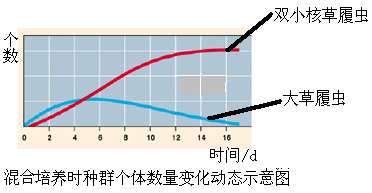 双小核草履虫
个
数
大草履虫
0 2 4 6 8 10 12 14 16
时间/d
混合培养时种群个体数量变化动态示意图